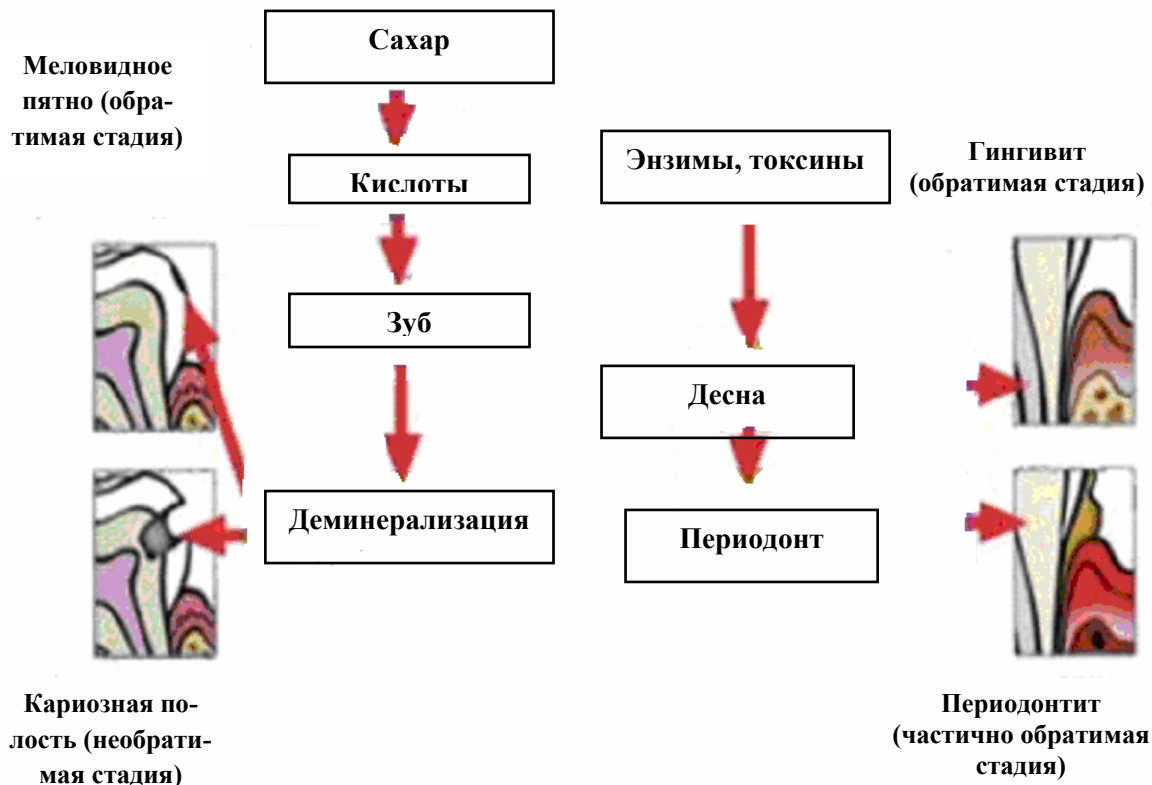 Сахар
Меловидное
пятно (обра-
тимая стадия)
Кислоты
Энзимы, токсины
Гингивит
(обратимая стадия)
Зуб
Десна
Деминерализация
Периодонт
Кариозная по-
лость (необрати-
мая стадия)
Периодонтит
(частично обратимая
стадия)